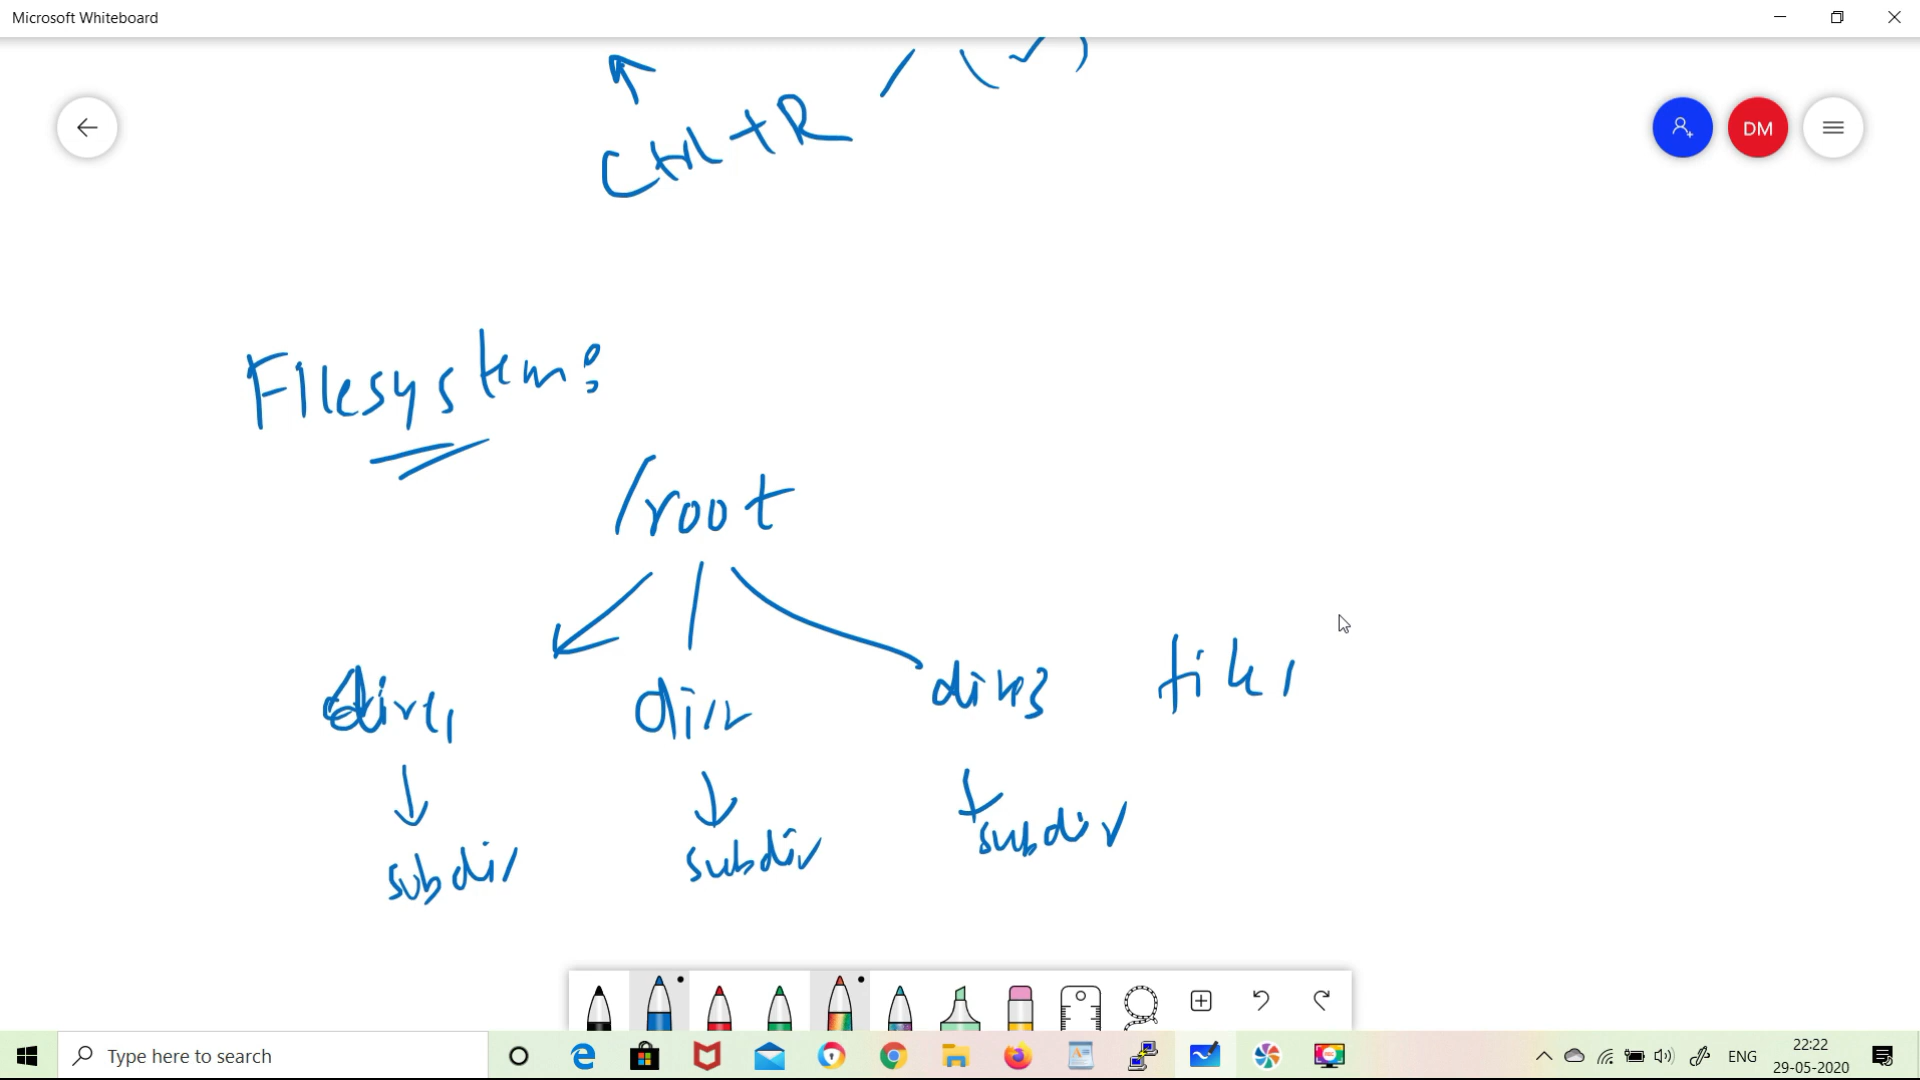 Microsoft Whiteboard
/ (✓)
Ctrl + R
DM
Filesystem:
/root
dir1 dir2 dir3 file1
subdir subdir subdir
Type here to search
ENG
22:22
29-05-2020